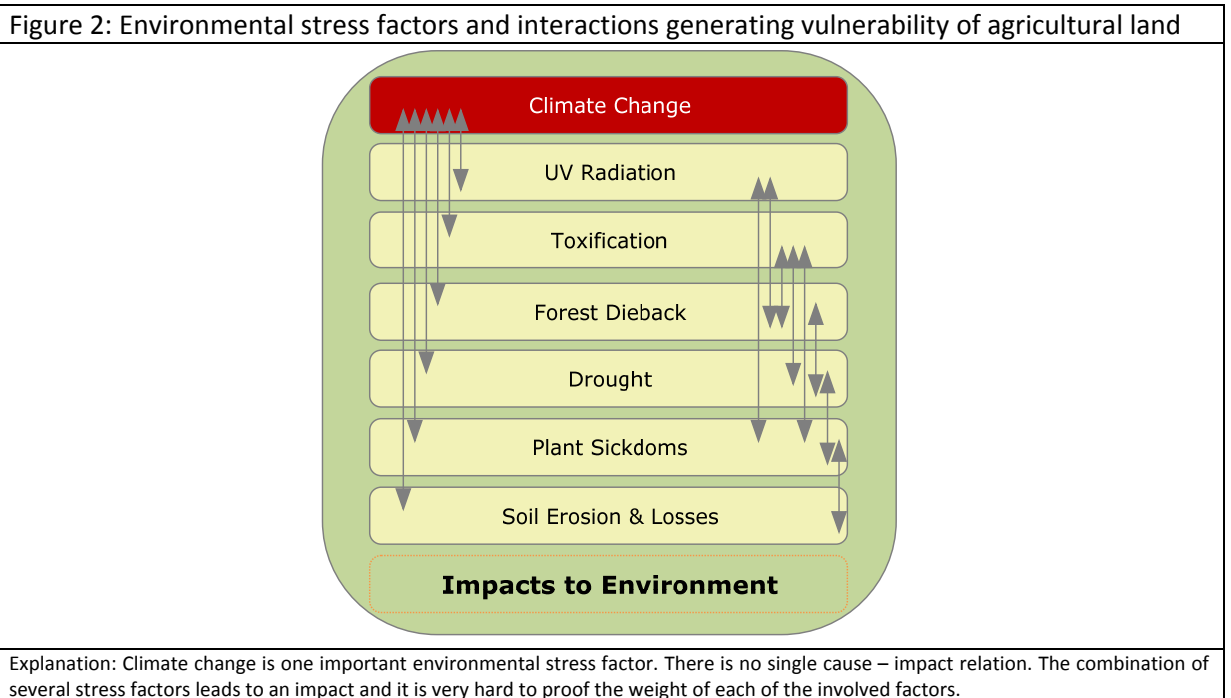 Figure 2: Environmental stress factors and interactions generating vulnerability of agricultural land
Climate Change
UV Radiation
Toxification
Forest Dieback
Drought
Plant Sickdoms
Soil Erosion & Losses
Impacts to Environment
Explanation: Climate change is one important environmental stress factor. There is no single cause – impact relation. The combination of
several stress factors leads to an impact and it is very hard to proof the weight of each of the involved factors.